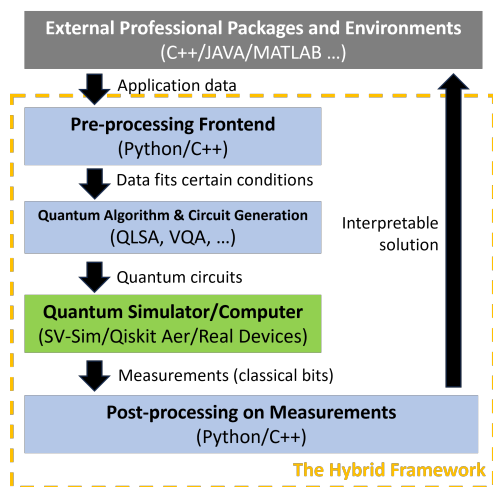 External Professional Packages and Environments
(C++/JAVA/MATLAB ...)
Application data
Pre-processing Frontend
(Python/C++)
Data fits certain conditions
Quantum Algorithm & Circuit Generation
(QLSA, VQA, ...)
Interpretable
solution
Quantum circuits
Quantum Simulator/Computer
(SV-Sim/Qiskit Aer/Real Devices)
Measurements (classical bits)
Post-processing on Measurements
(Python/C++)
The Hybrid Framework